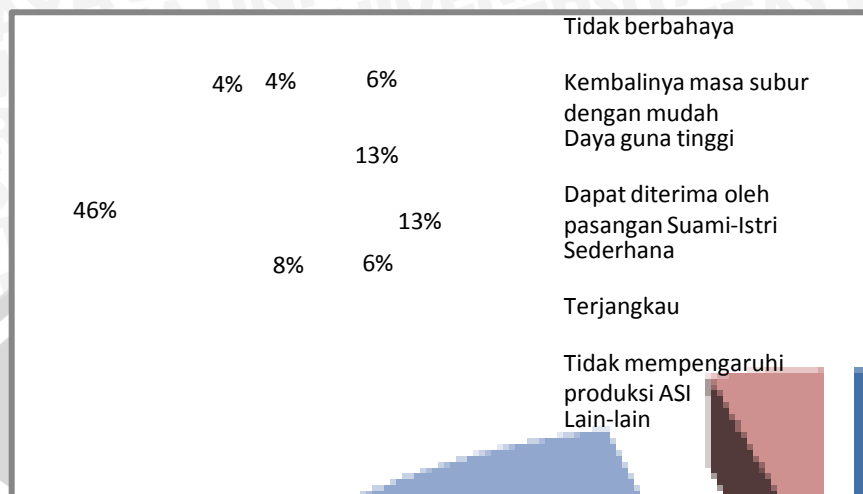 Tidak berbahaya
4% 4% 6%
Kembalinya masa subur
dengan mudah
Daya guna tinggi
13%
Dapat diterima oleh
46%
pasangan Suami-Istri
13%
Sederhana
8% 6%
Terjangkau
Tidak mempengaruhi
produksi ASI
Lain-lain